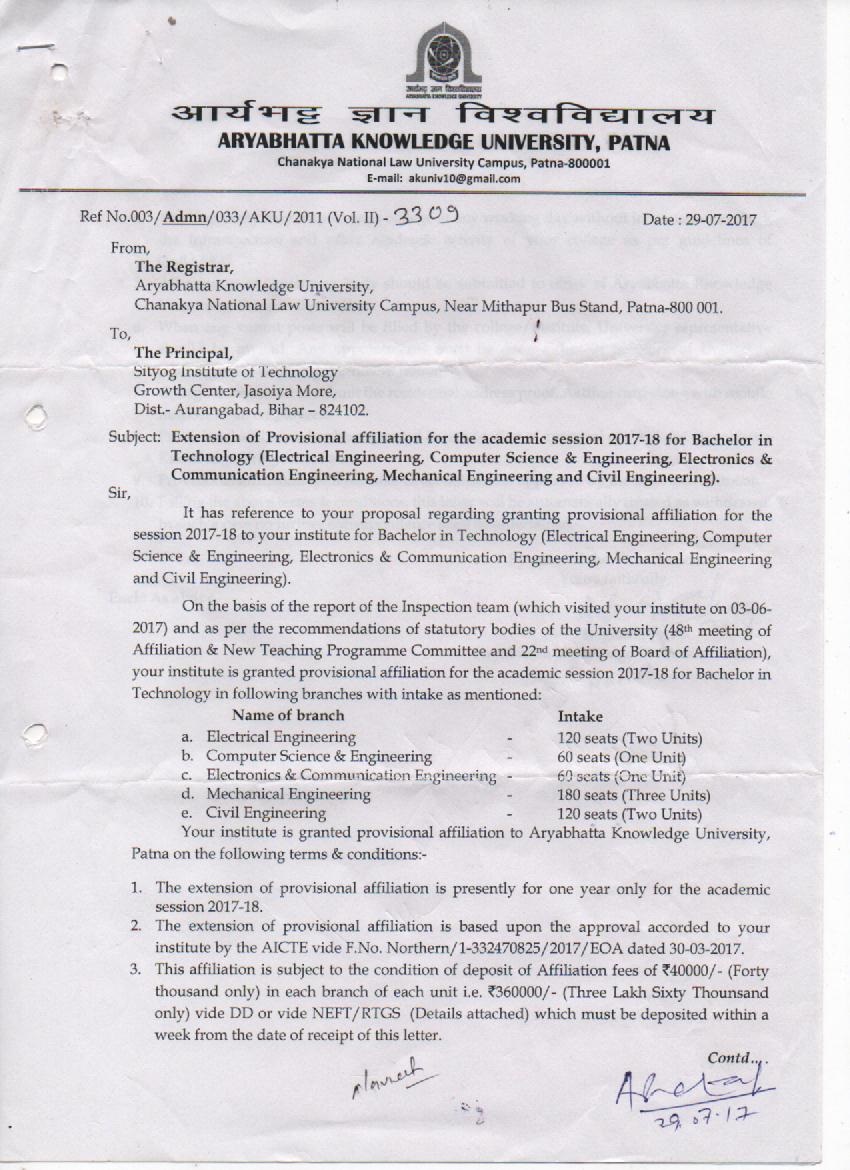 आर्यभट्ट ज्ञान विश्वविद्यालय
ARYABHATTA KNOWLEDGE UNIVERSITY
आर्यभट्ट ज्ञान विश्वविद्यालय
ARYABHATTA KNOWLEDGE UNIVERSITY, PATNA
Chanakya National Law University Campus, Patna-800001
E-mail: akuniv10@gmail.com
Ref No.003/Admn/033/AKU/2011 (Vol. II) - 3309 Date : 29-07-2017
From,
The Registrar,
Aryabhatta Knowledge University,
Chanakya National Law University Campus, Near Mithapur Bus Stand, Patna-800 001.
To,
The Principal,
Sityog Institute of Technology
Growth Center, Jasoiya More,
Dist.- Aurangabad, Bihar – 824102.
Subject: Extension of Provisional affiliation for the academic session 2017-18 for Bachelor in
Technology (Electrical Engineering, Computer Science & Engineering, Electronics &
Communication Engineering, Mechanical Engineering and Civil Engineering).
Sir,
It has reference to your proposal regarding granting provisional affiliation for the
session 2017-18 to your institute for Bachelor in Technology (Electrical Engineering, Computer
Science & Engineering, Electronics & Communication Engineering, Mechanical Engineering
and Civil Engineering).
On the basis of the report of the Inspection team (which visited your institute on 03-06-
2017) and as per the recommendations of statutory bodies of the University (48th meeting of
Affiliation & New Teaching Programme Committee and 22nd meeting of Board of Affiliation),
your institute is granted provisional affiliation for the academic session 2017-18 for Bachelor in
Technology in following branches with intake as mentioned:
Name of branch Intake
a. Electrical Engineering - 120 seats (Two Units)
b. Computer Science & Engineering - 60 seats (One Unit)
c. Electronics & Communication Engineering - 60 seats (One Unit)
d. Mechanical Engineering - 180 seats (Three Units)
e. Civil Engineering - 120 seats (Two Units)
Your institute is granted provisional affiliation to Aryabhatta Knowledge University,
Patna on the following terms & conditions:-
1. The extension of provisional affiliation is presently for one year only for the academic
session 2017-18.
2. The extension of provisional affiliation is based upon the approval accorded to your
institute by the AICTE vide F.No. Northern/1-332470825/2017/EOA dated 30-03-2017.
3. This affiliation is subject to the condition of deposit of Affiliation fees of ₹40000/- (Forty
thousand only) in each branch of each unit i.e. ₹360000/- (Three Lakh Sixty Thounsand
only) vide DD or vide NEFT/RTGS (Details attached) which must be deposited within a
week from the date of receipt of this letter.
Contd....
29.07.17